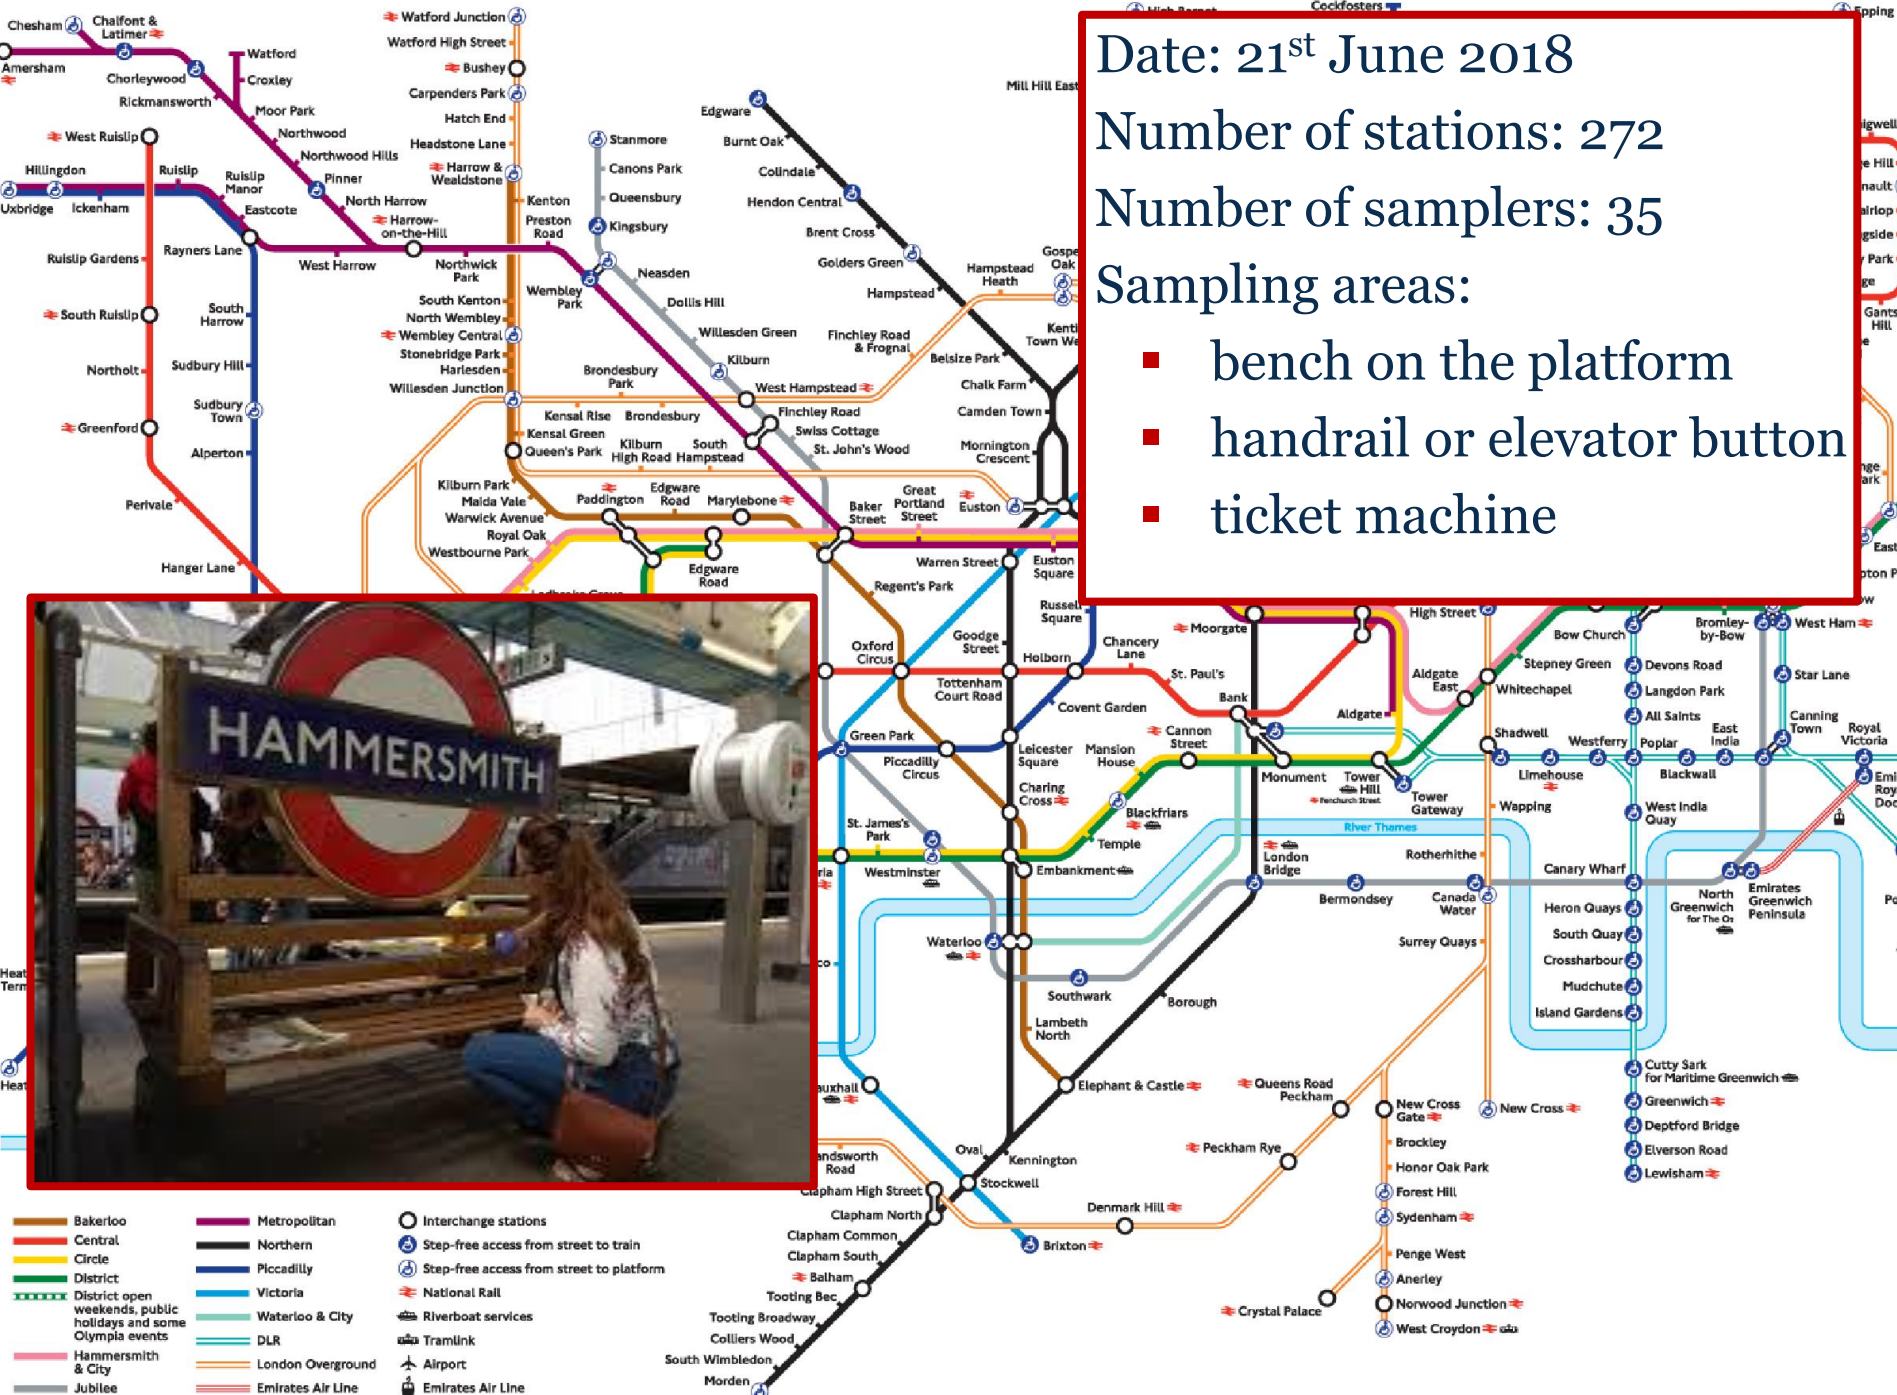 Date: 21st June 2018
Number of stations: 272
Number of samplers: 35
Sampling areas:
▪ bench on the platform
▪ handrail or elevator button
▪ ticket machine
HAMMERSMITH
Chesham
Chalfont &
Latimer
Amersham
Chorleywood
Rickmansworth
Watford
Croxley
Moor Park
Northwood
Northwood Hills
West Ruislip
Hillingdon
Ruislip
Ruislip
Manor
Pinner
Uxbridge
Ickenham
Eastcote
North Harrow
Harrow-
on-the-Hill
Rayners Lane
West Harrow
Northwick
Park
Preston
Road
Ruislip Gardens
South Ruislip
Northolt
Greenford
Perivale
Hanger Lane
South
Harrow
Sudbury Hill
Sudbury
Town
Alperton
Watford Junction
Watford High Street
Bushey
Carpenders Park
Hatch End
Headstone Lane
Harrow &
Wealdstone
Kenton
South Kenton
North Wembley
Wembley Central
Stonebridge Park
Harlesden
Willesden Junction
Kensal Green
Queen's Park
Kilburn Park
Maida Vale
Warwick Avenue
Royal Oak
Westbourne Park
Stanmore
Canons Park
Queensbury
Kingsbury
Wembley
Park
Neasden
Dollis Hill
Willesden Green
Kilburn
West Hampstead
Finchley Road
Swiss Cottage
St. John's Wood
Brondesbury
Park
Kensal Rise
Brondesbury
Kilburn
High Road
South
Hampstead
Edgware
Burnt Oak
Colindale
Hendon Central
Brent Cross
Golders Green
Hampstead
Hampstead
Heath
Finchley Road
& Frognal
Belsize Park
Chalk Farm
Camden Town
Mornington
Crescent
Mill Hill East
High Barnet
Cockfosters
Epping
Oak
Gants
Hill
Paddington
Edgware
Road
Marylebone
Baker
Street
Great
Portland
Street
Euston
Edgware
Road
Warren Street
Euston
Square
Regent's Park
Russell
Square
Goodge
Street
Oxford
Circus
Holborn
Chancery
Lane
Tottenham
Court Road
Covent Garden
St. Paul's
Moorgate
Bank
Green Park
Piccadilly
Circus
Leicester
Square
Mansion
House
Cannon
Street
Monument
Tower
Hill
Fenchurch Street
Tower
Gateway
Aldgate
Aldgate
East
High Street
Whitechapel
Stepney Green
Bow Church
Bromley-
by-Bow
West Ham
Devons Road
Langdon Park
All Saints
Star Lane
Canning
Town
Royal
Victoria
Shadwell
Limehouse
Westferry
Poplar
Blackwall
East
India
Charing
Cross
Blackfriars
Temple
Embankment
St. James's
Park
Westminster
Waterloo
Southwark
London
Bridge
Bermondsey
River Thames
Wapping
Rotherhithe
Canada
Water
Surrey Quays
Canary Wharf
West India
Quay
Heron Quays
South Quay
Crossharbour
Mudchute
Island Gardens
North
Greenwich
for The O2
Emirates
Greenwich
Peninsula
Cutty Sark
for Maritime Greenwich
Greenwich
Deptford Bridge
Elverson Road
Lewisham
Borough
Lambeth
North
Elephant & Castle
Oval
Kennington
Stockwell
Brixton
Road
Clapham High Street
Clapham North
Clapham Common
Clapham South
Balham
Tooting Bec
Tooting Broadway
Colliers Wood
South Wimbledon
Morden
Denmark Hill
Peckham Rye
Queens Road
Peckham
New Cross
Gate
New Cross
Brockley
Honor Oak Park
Forest Hill
Sydenham
Penge West
Anerley
Norwood Junction
West Croydon
Crystal Palace
Bakerloo
Central
Circle
District
District open
weekends, public
holidays and some
Olympia events
Hammersmith
& City
Jubilee
Metropolitan
Northern
Piccadilly
Victoria
Waterloo & City
DLR
London Overground
Emirates Air Line
Interchange stations
Step-free access from street to train
Step-free access from street to platform
National Rail
Riverboat services
Tramlink
Airport
Emirates Air Line